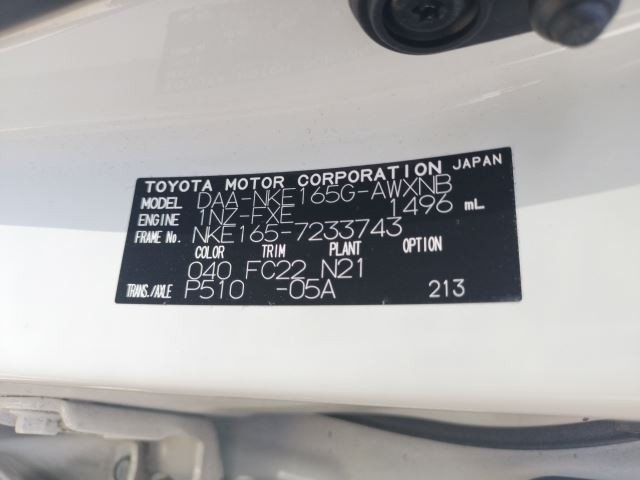 TOYOTA MOTOR CORPORATION JAPAN
MODEL DAA-NKE165G-AWXNB
ENGINE 1NZ-FXE 1496 mL
FRAME No. NKE165-7233743
COLOR TRIM PLANT OPTION
040 FC22 N21
TRANS./AXLE P510 -05A 213